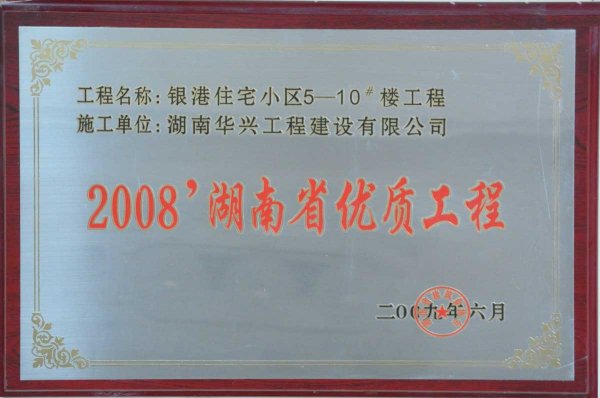 工程名称：银港住宅小区5—10#楼工程
施工单位：湖南华兴工程建设有限公司
2008’湖南省优质工程
二00九年六月